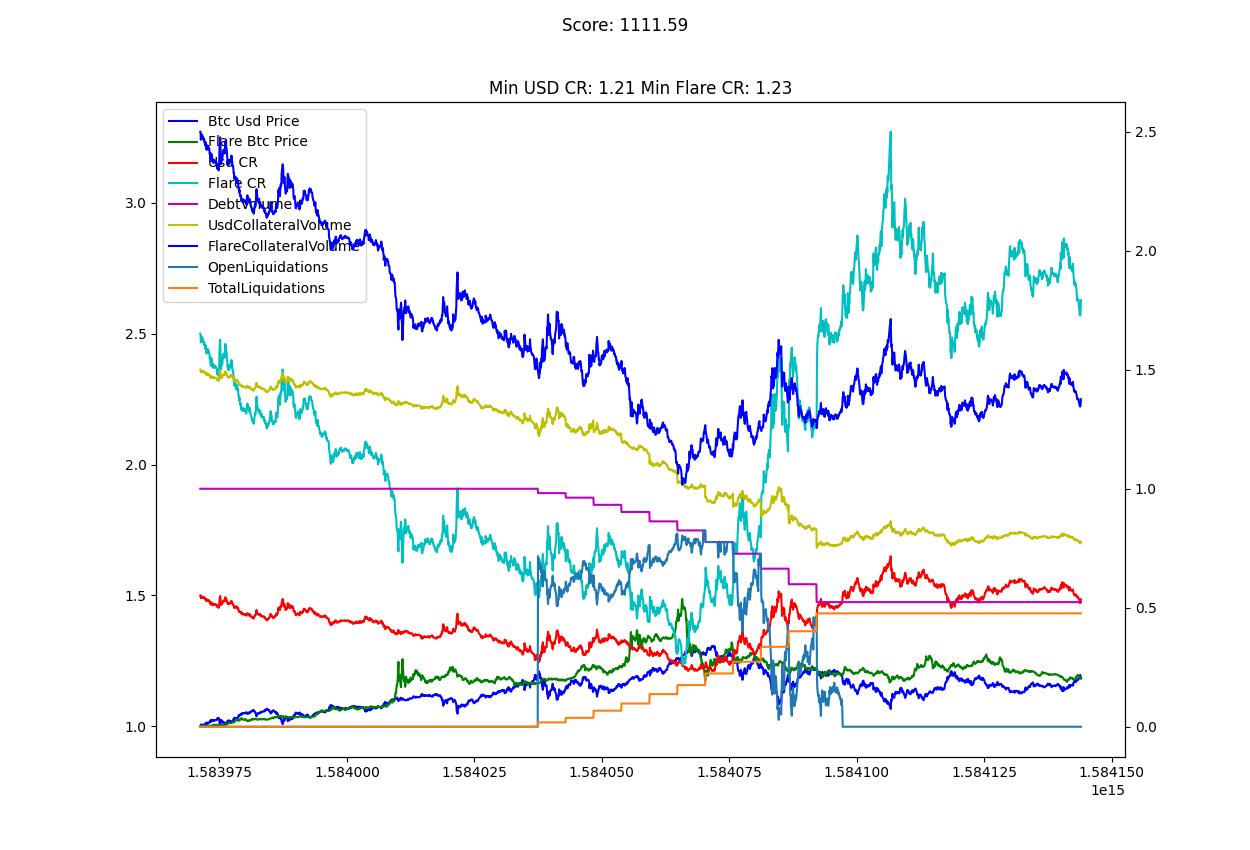 Score: 1111.59
Min USD CR: 1.21 Min Flare CR: 1.23
Btc Usd Price
Flare Btc Price
Usd CR
Flare CR
DebtVolume
UsdCollateralVolume
FlareCollateralVolume
OpenLiquidations
TotalLiquidations
3.0
2.5
2.0
1.5
1.0
2.5
2.0
1.5
1.0
0.5
0.0
1.583975 1.584000 1.584025 1.584050 1.584075 1.584100 1.584125 1.584150
1e15